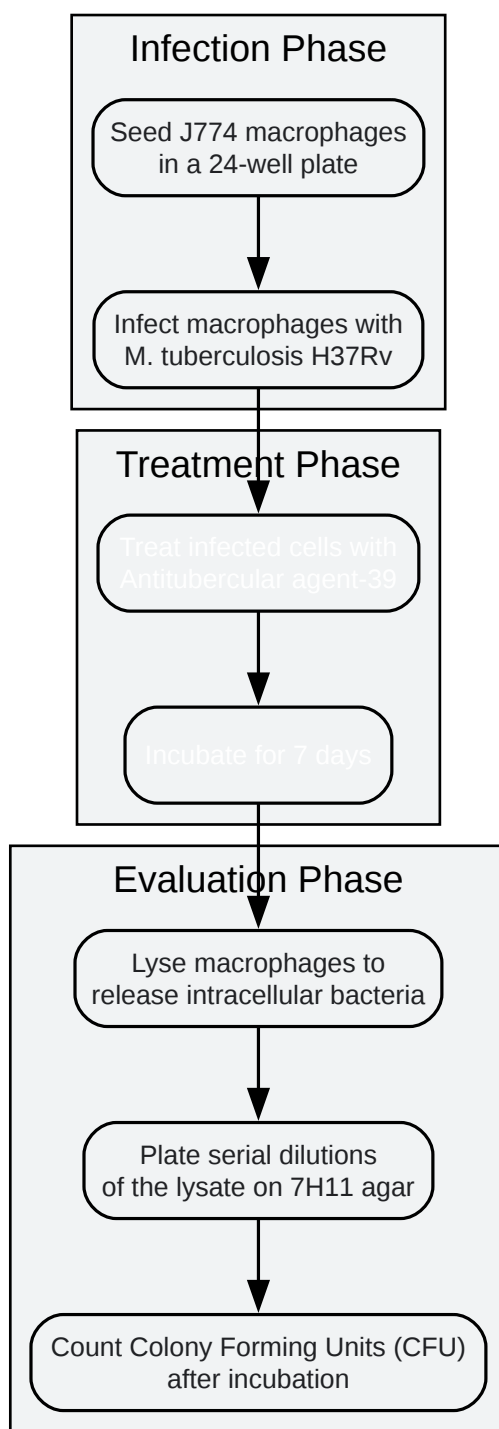 Infection Phase
Seed J774 macrophages
in a 24-well plate
Infect macrophages with
M. tuberculosis H37Rv
Treatment Phase
Treat infected cells with
Antitubercular agent-39
Incubate for 7 days
Evaluation Phase
Lyse macrophages to
release intracellular bacteria
Plate serial dilutions
of the lysate on 7H11 agar
Count Colony Forming Units (CFU)
after incubation